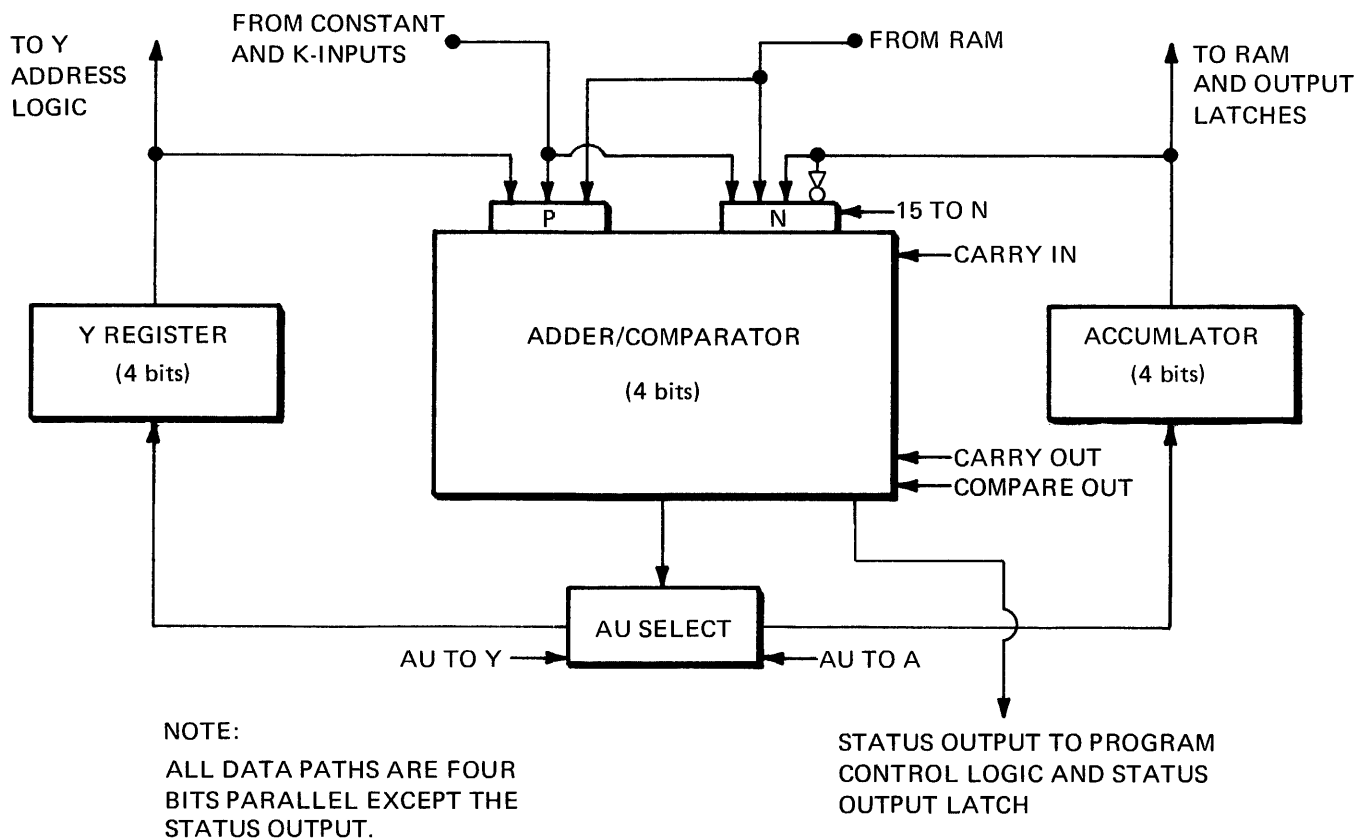 TO Y
ADDRESS
LOGIC
FROM CONSTANT
AND K-INPUTS
FROM RAM
TO RAM
AND OUTPUT
LATCHES
P
N
15 TO N
CARRY IN
Y REGISTER
(4 bits)
ADDER/COMPARATOR
(4 bits)
ACCUMLATOR
(4 bits)
CARRY OUT
COMPARE OUT
AU SELECT
AU TO Y
AU TO A
NOTE:
ALL DATA PATHS ARE FOUR
BITS PARALLEL EXCEPT THE
STATUS OUTPUT.
STATUS OUTPUT TO PROGRAM
CONTROL LOGIC AND STATUS
OUTPUT LATCH